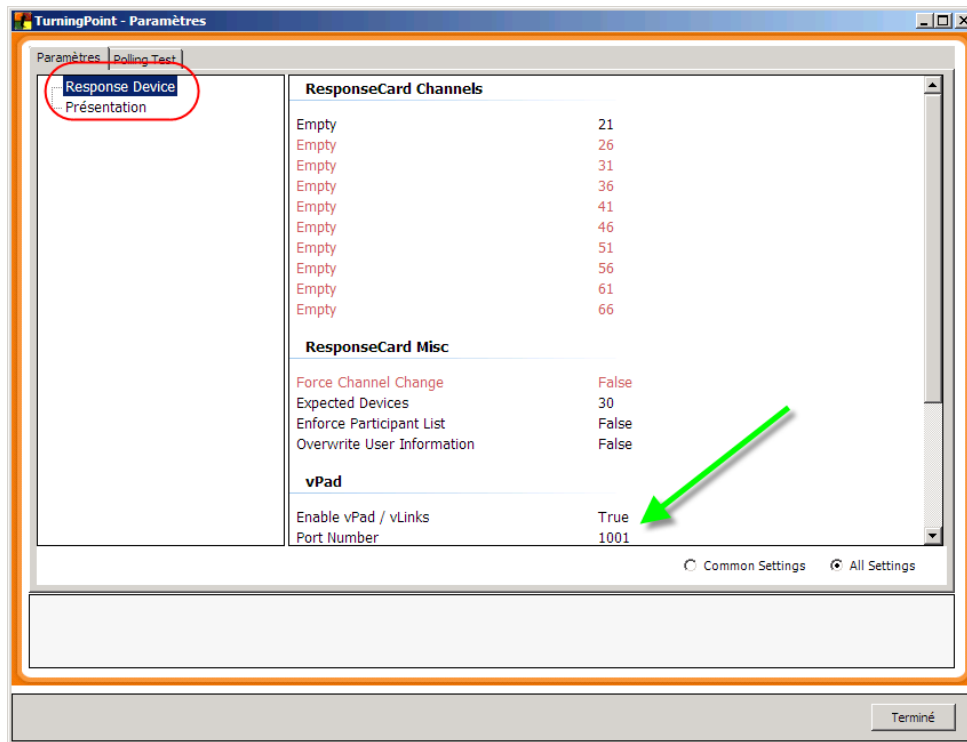 TurningPoint - Paramètres
Paramètres Polling Test
Response Device
Présentation
ResponseCard Channels
Empty 21
Empty 26
Empty 31
Empty 36
Empty 41
Empty 46
Empty 51
Empty 56
Empty 61
Empty 66
ResponseCard Misc
Force Channel Change False
Expected Devices 30
Enforce Participant List False
Overwrite User Information False
vPad
Enable vPad / vLinks True
Port Number 1001
Common Settings All Settings
Terminé